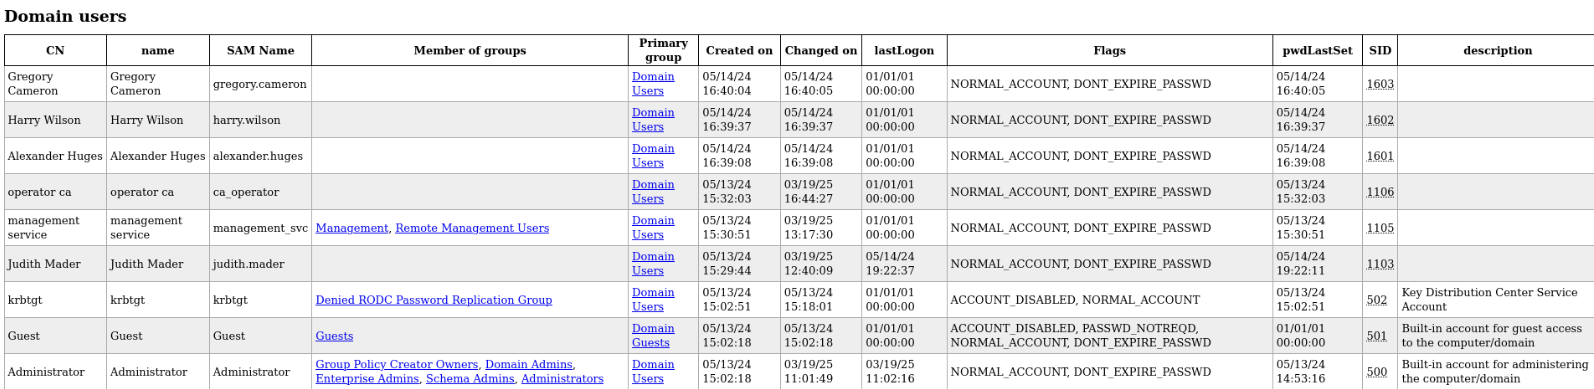 Domain users
CN name SAM Name Member of groups Primary group Created on Changed on lastLogon Flags pwdLastSet SID description
Gregory Cameron Gregory Cameron gregory.cameron Domain Users 05/14/24 16:40:04 05/14/24 16:40:05 01/01/01 00:00:00 NORMAL_ACCOUNT, DONT_EXPIRE_PASSWD 05/14/24 16:40:05 1603
Harry Wilson Harry Wilson harry.wilson Domain Users 05/14/24 16:39:37 05/14/24 16:39:37 01/01/01 00:00:00 NORMAL_ACCOUNT, DONT_EXPIRE_PASSWD 05/14/24 16:39:37 1602
Alexander Huges Alexander Huges alexander.huges Domain Users 05/14/24 16:39:08 05/14/24 16:39:08 01/01/01 00:00:00 NORMAL_ACCOUNT, DONT_EXPIRE_PASSWD 05/14/24 16:39:08 1601
operator ca operator ca ca_operator Domain Users 05/13/24 15:32:03 03/19/25 16:44:27 01/01/01 00:00:00 NORMAL_ACCOUNT, DONT_EXPIRE_PASSWD 05/13/24 15:32:03 1106
management service management service management_svc Management, Remote Management Users Domain Users 05/13/24 15:30:51 03/19/25 13:17:30 01/01/01 00:00:00 NORMAL_ACCOUNT, DONT_EXPIRE_PASSWD 05/13/24 15:30:51 1105
Judith Mader Judith Mader judith.mader Domain Users 05/13/24 15:29:44 03/19/25 12:40:09 05/14/24 19:22:37 NORMAL_ACCOUNT, DONT_EXPIRE_PASSWD 05/14/24 19:22:11 1103
krbtgt krbtgt krbtgt Denied RODC Password Replication Group Domain Users 05/13/24 15:02:51 05/13/24 15:18:01 01/01/01 00:00:00 ACCOUNT_DISABLED, NORMAL_ACCOUNT 05/13/24 15:02:51 502 Key Distribution Center Service Account
Guest Guest Guest Guests Domain Guests 05/13/24 15:02:18 05/13/24 15:02:18 01/01/01 00:00:00 ACCOUNT_DISABLED, PASSWD_NOTREQD, NORMAL_ACCOUNT, DONT_EXPIRE_PASSWD 01/01/01 00:00:00 501 Built-in account for guest access to the computer/domain
Administrator Administrator Administrator Group Policy Creator Owners, Domain Admins, Enterprise Admins, Schema Admins, Administrators Domain Users 05/13/24 15:02:18 03/19/25 11:01:49 03/19/25 11:02:16 NORMAL_ACCOUNT, DONT_EXPIRE_PASSWD 05/13/24 14:53:16 500 Built-in account for administering the computer/domain